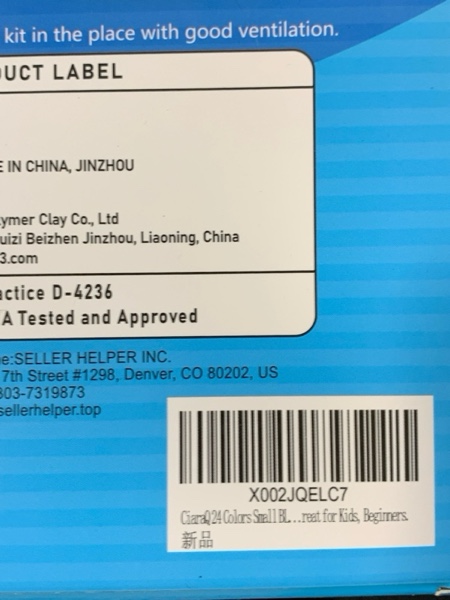 kit in the place with good ventilation.
DUCT LABEL
E IN CHINA, JINZHOU
ymer Clay Co., Ltd
uizi Beizhen Jinzhou, Liaoning, China
3.com
actice D-4236
A Tested and Approved
e:SELLER HELPER INC.
7th Street #1298, Denver, CO 80202, US
303-7319873
sellerhelper.top
X002JQELC7
CiaraQ 24 Colors Small BL...reat for Kids, Beginners.
新品